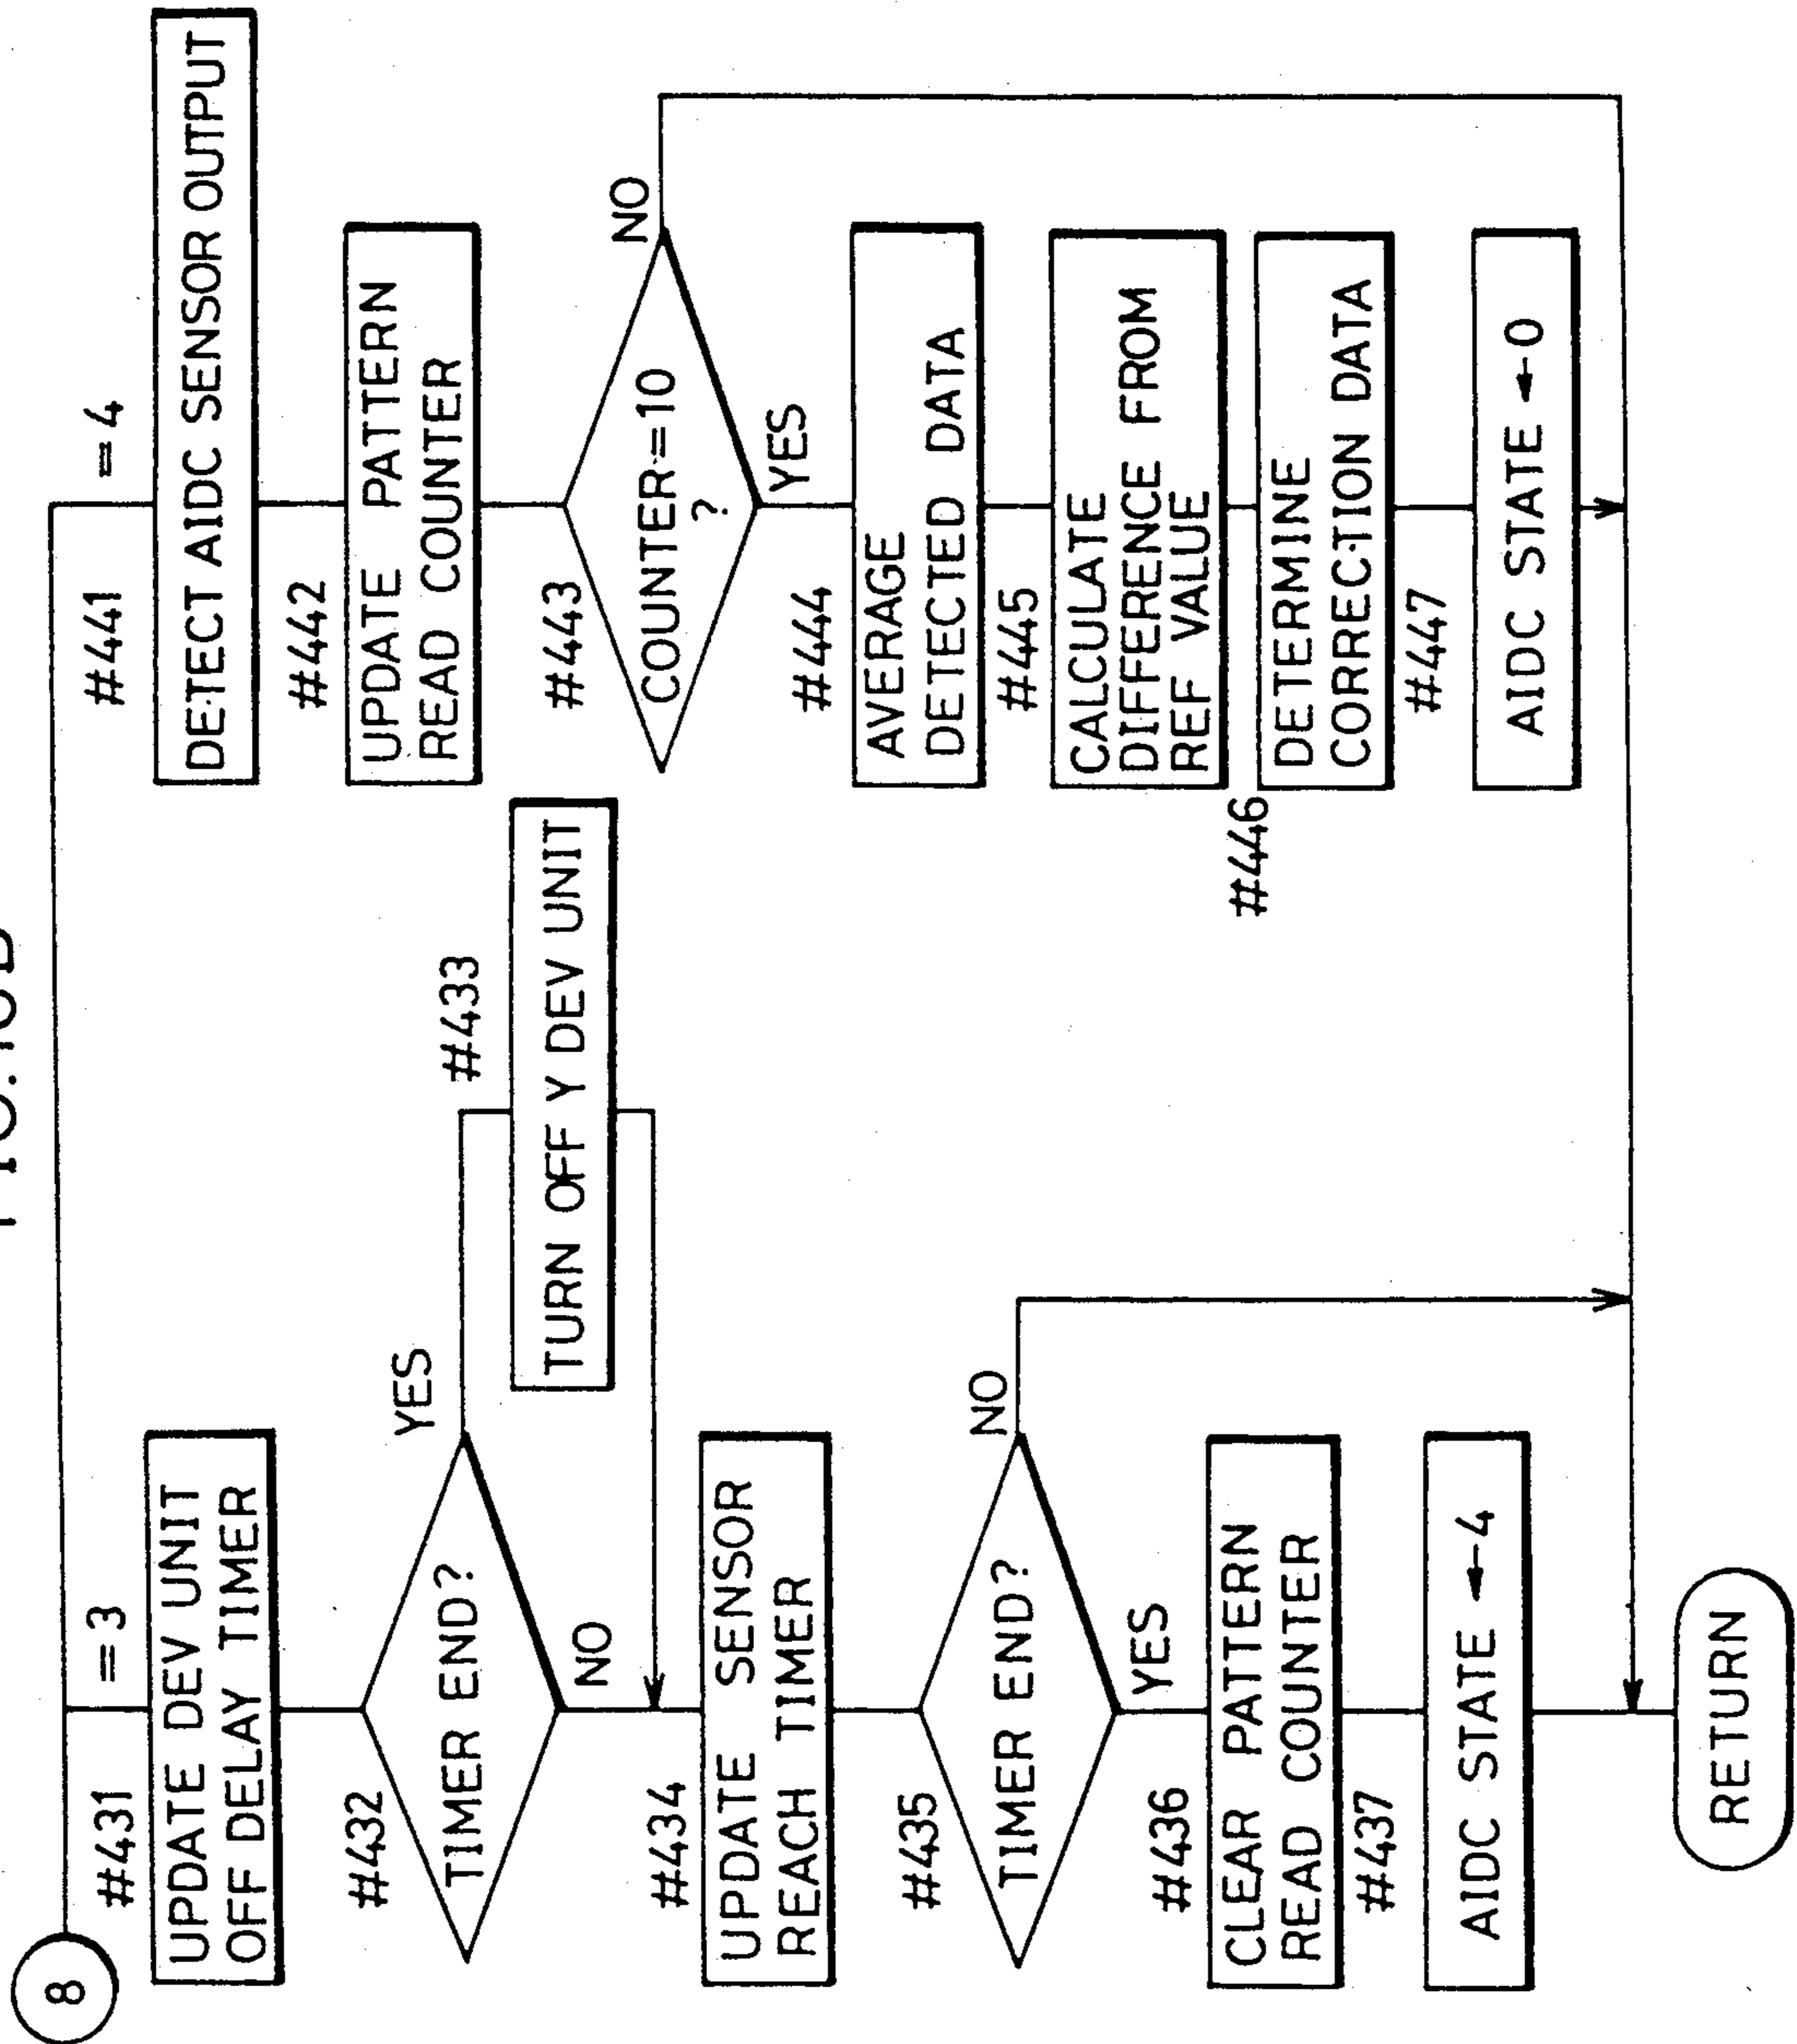 8
=3
#431
UPDATE DEV UNIT
OFF DELAY TIMER
#432
TIMER END?
YES
NO
#433
TURN OFF Y DEV UNIT
#434
UPDATE SENSOR
REACH TIMER
#435
TIMER END?
NO
YES
#436
CLEAR PATTERN
READ COUNTER
#437
AIDC STATE ←4
RETURN
=4
#441
DETECT AIDC SENSOR OUTPUT
#442
UPDATE PATTERN
READ COUNTER
#443
COUNTER=10
?
NO
YES
#444
AVERAGE
DETECTED DATA
#445
CALCULATE
DIFFERENCE FROM
REF VALUE
#446
DETERMINE
CORRECTION DATA
#447
AIDC STATE ←0